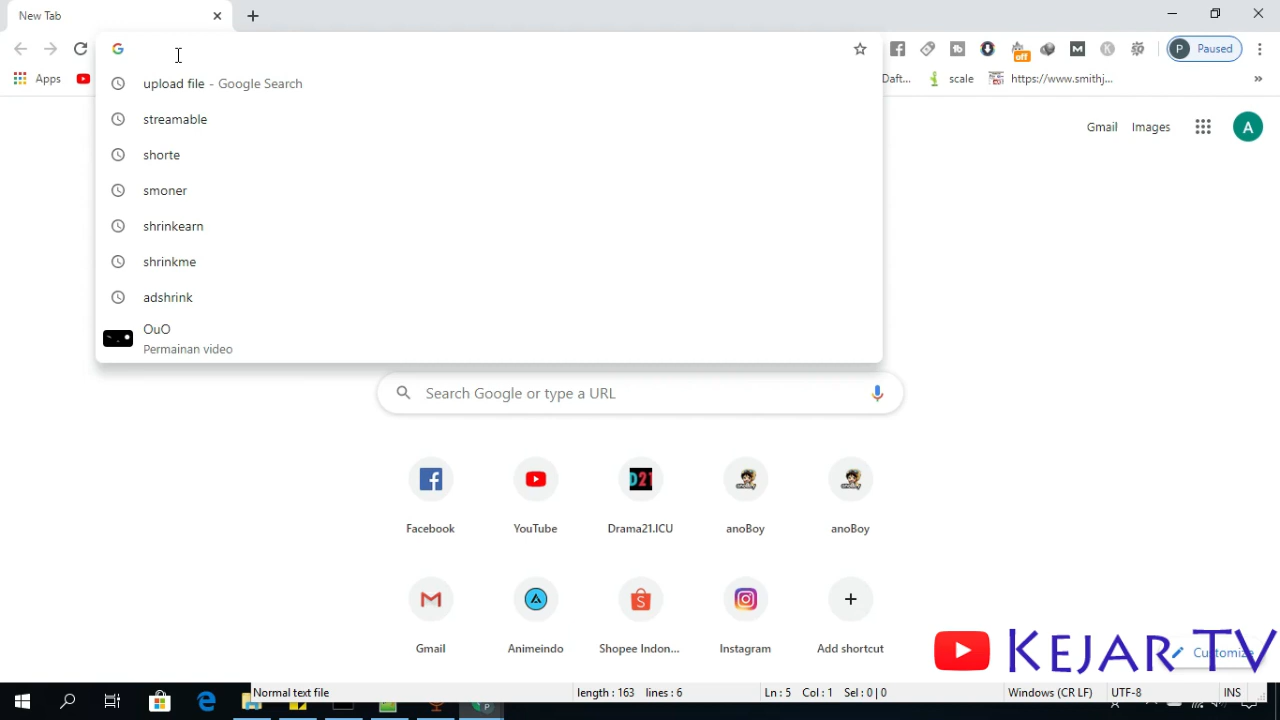 New Tab
Paused
Apps
Daft...
scale
https://www.smithj...
upload file - Google Search
streamable
shorte
smoner
shrinkearn
shrinkme
adshrink
OuO
Permainan video
Gmail
Images
A
Search Google or type a URL
Facebook
YouTube
Drama21.ICU
anoBoy
anoBoy
Gmail
Animeindo
Shopee Indon...
Instagram
Add shortcut
Customize
KEJAR TV
Normal text file
length : 163 lines : 6
Ln : 5 Col : 1 Sel : 0 | 0
Windows (CR LF)
UTF-8
INS